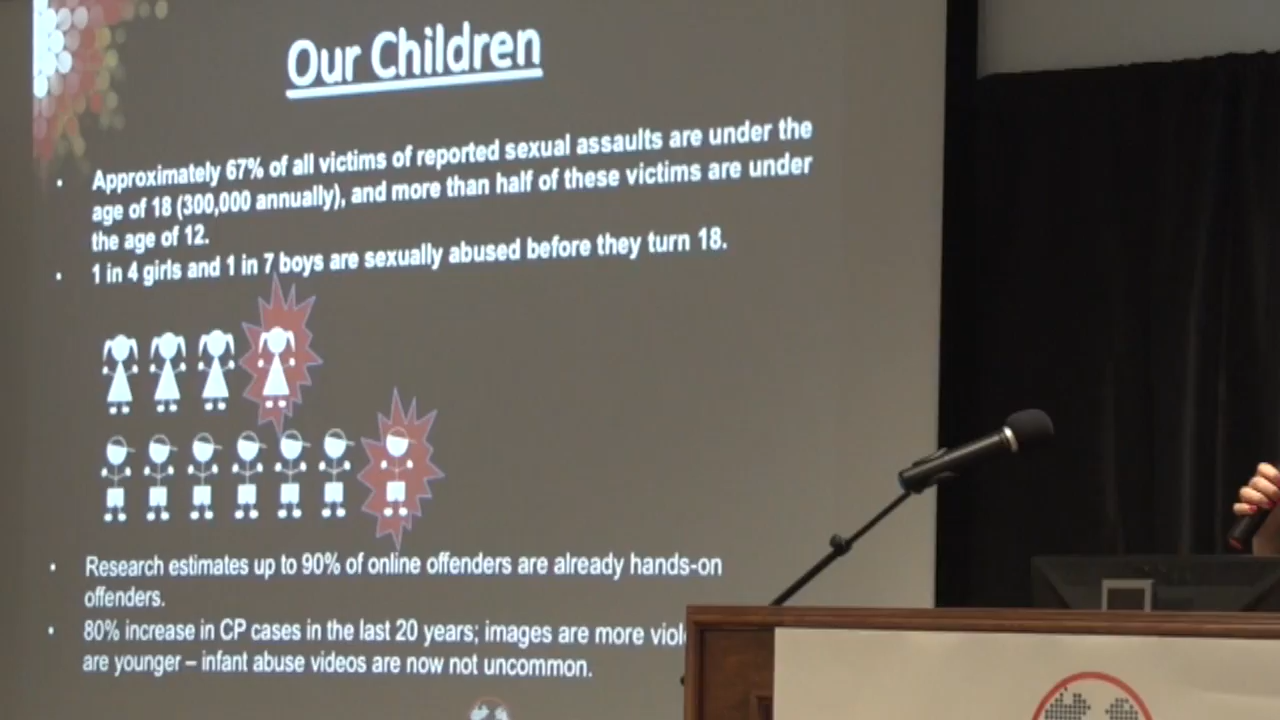 Our Children
• Approximately 67% of all victims of reported sexual assaults are under the
age of 18 (300,000 annually), and more than half of these victims are under
the age of 12.
• 1 in 4 girls and 1 in 7 boys are sexually abused before they turn 18.
• Research estimates up to 90% of online offenders are already hands-on
offenders.
• 80% increase in CP cases in the last 20 years; images are more
are younger – infant abuse videos are now not uncommon.